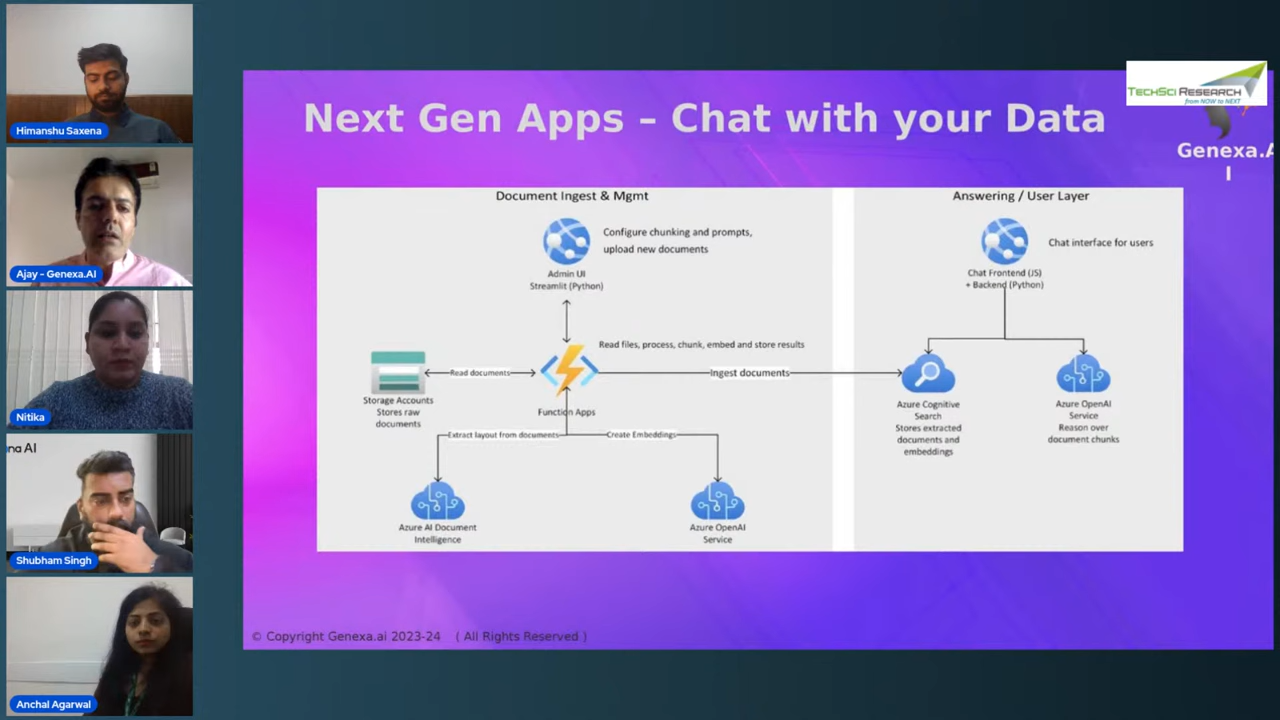 Himanshu Saxena
Ajay - Genexa.AI
Nitika
na AI
Shubham Singh
Anchal Agarwal
TECHSCI RESEARCH
from NOW to NEXT
Next Gen Apps – Chat with your Data
Genexa.A
I
Document Ingest & Mgmt
Configure chunking and prompts,
upload new documents
Admin UI
Streamlit (Python)
Read files, process, chunk, embed and store results
Read documents
Ingest documents
Storage Accounts
Stores raw
documents
Function Apps
Extract layout from documents
Create Embeddings
Azure AI Document
Intelligence
Azure OpenAI
Service
Answering / User Layer
Chat interface for users
Chat Frontend (JS)
+ Backend (Python)
Azure Cognitive
Search
Stores extracted
documents and
embeddings
Azure OpenAI
Service
Reason over
document chunks
© Copyright Genexa.ai 2023-24 ( All Rights Reserved )